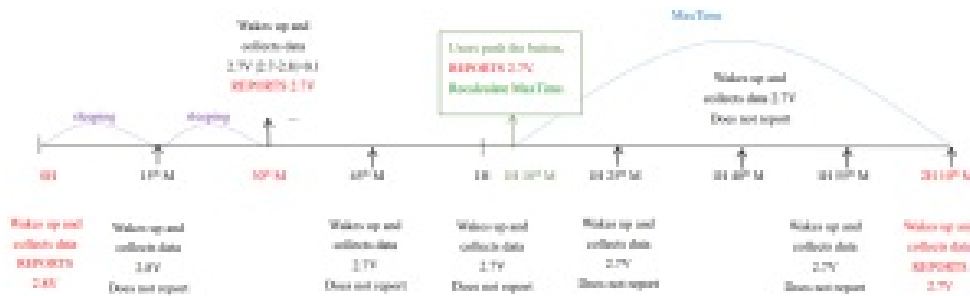 MaxTime
Wakes up and
collects data
2.7V (2.7-2.8)=0.1
REPORTS 2.7V
Users push the button.
REPORTS 2.7V
Recalculate MaxTime
Wakes up and
collects data 2.7V
Does not report
sleeping
sleeping
...
0H
15th M
30th M
45th M
1H
1H 10th M
1H 25th M
1H 40th M
1H 55th M
2H 10th M
Wakes up and
collects data
REPORTS
2.8V
Wakes up and
collects data
2.8V
Does not report
Wakes up and
collects data
2.7V
Does not report
Wakes up and
collects data
2.7V
Does not report
Wakes up and
collects data
2.7V
Does not report
Wakes up and
collects data
2.7V
Does not report
Wakes up and
collects data
REPORTS
2.7V